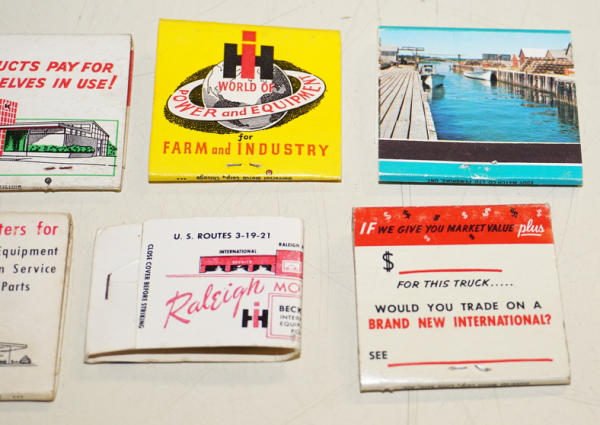 UCTS PAY FOR
ELVES IN USE!
IH
WORLD OF
POWER and EQUIPMENT
for
FARM and INDUSTRY
ters for
Equipment
n Service
Parts
CLOSE COVER BEFORE STRIKING
U. S. ROUTES 3-19-21
INTERNATIONAL
RALEIGH
Raleigh MO
IH
BECK
INTER
EQUI
IF WE GIVE YOU MARKET VALUE plus
$
FOR THIS TRUCK.....
WOULD YOU TRADE ON A
BRAND NEW INTERNATIONAL?
SEE